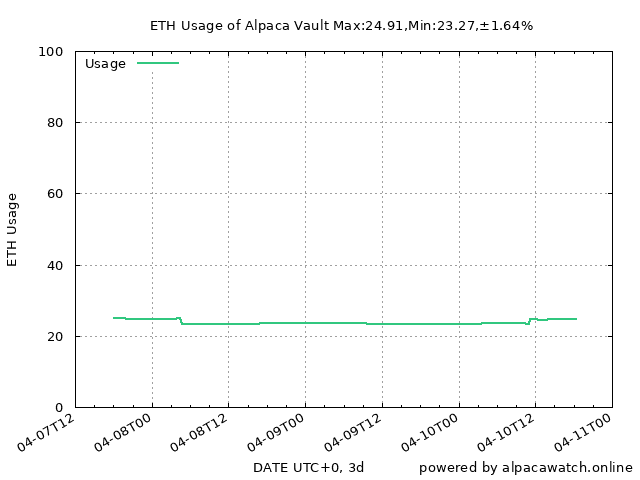 ETH Usage of Alpaca Vault Max:24.91,Min:23.27,±1.64%
Usage
ETH Usage
100
80
60
40
20
0
04-07T12
04-08T00
04-08T12
04-09T00
04-09T12
04-10T00
04-10T12
04-11T00
DATE UTC+0, 3d
powered by alpacawatch.online